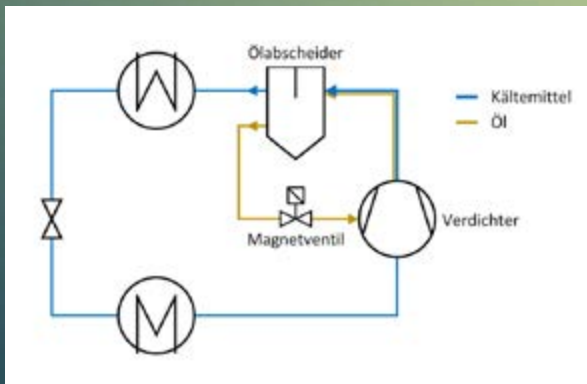 Ölabscheider
Kältemittel
Öl
Magnetventil
Verdichter